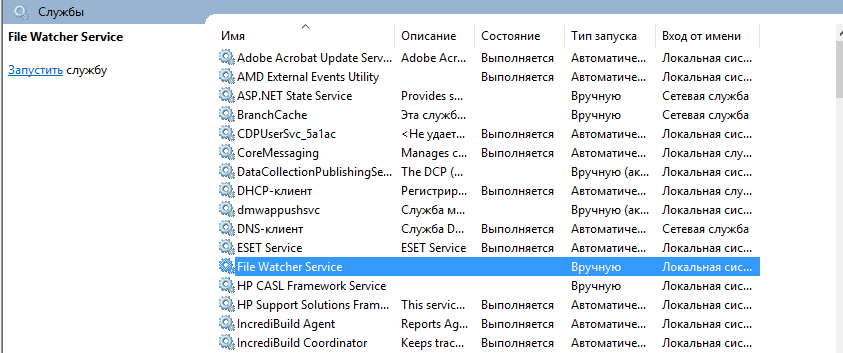 Службы
File Watcher Service
Запустить службу
Имя Описание Состояние Тип запуска Вход от имени
Adobe Acrobat Update Serv... Adobe Acr... Выполняется Автоматиче... Локальная сис...
AMD External Events Utility Выполняется Автоматиче... Локальная сис...
ASP.NET State Service Provides s... Вручную Сетевая служба
BranchCache Эта служб... Вручную Сетевая служба
CDPUserSvc_5a1ac <Не удает... Выполняется Автоматиче... Локальная сис...
CoreMessaging Manages c... Выполняется Автоматиче... Локальная слу...
DataCollectionPublishingSe... The DCP (... Вручную (ак... Локальная сис...
DHCP-клиент Регистрир... Выполняется Автоматиче... Локальная слу...
dmwappushsvc Служба м... Вручную (ак... Локальная сис...
DNS-клиент Служба D... Выполняется Автоматиче... Сетевая служба
ESET Service ESET Service Выполняется Автоматиче... Локальная сис...
File Watcher Service Вручную Локальная сис...
HP CASL Framework Service Вручную Локальная сис...
HP Support Solutions Fram... This servic... Выполняется Автоматиче... Локальная сис...
IncrediBuild Agent Reports Ag... Выполняется Автоматиче... Локальная сис...
IncrediBuild Coordinator Keeps trac... Выполняется Автоматиче... Локальная сис...